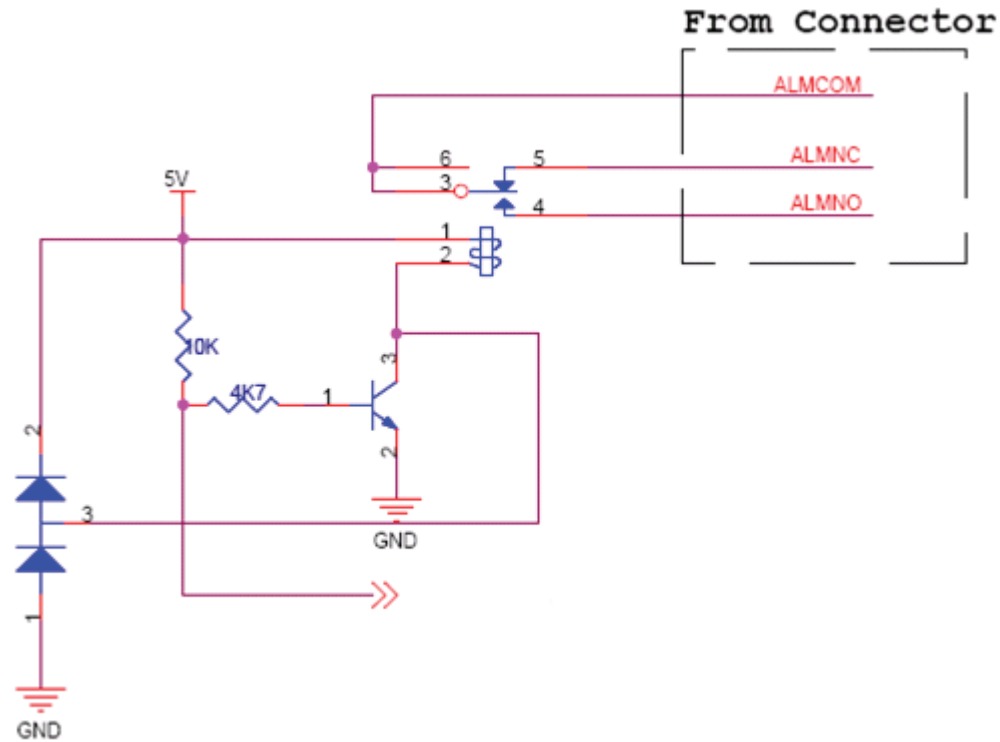 From Connector
ALMCOM
6
5
ALMNC
3
4
ALMNO
5V
1
2
10K
3
4K7
1
2
2
3
GND
1
GND